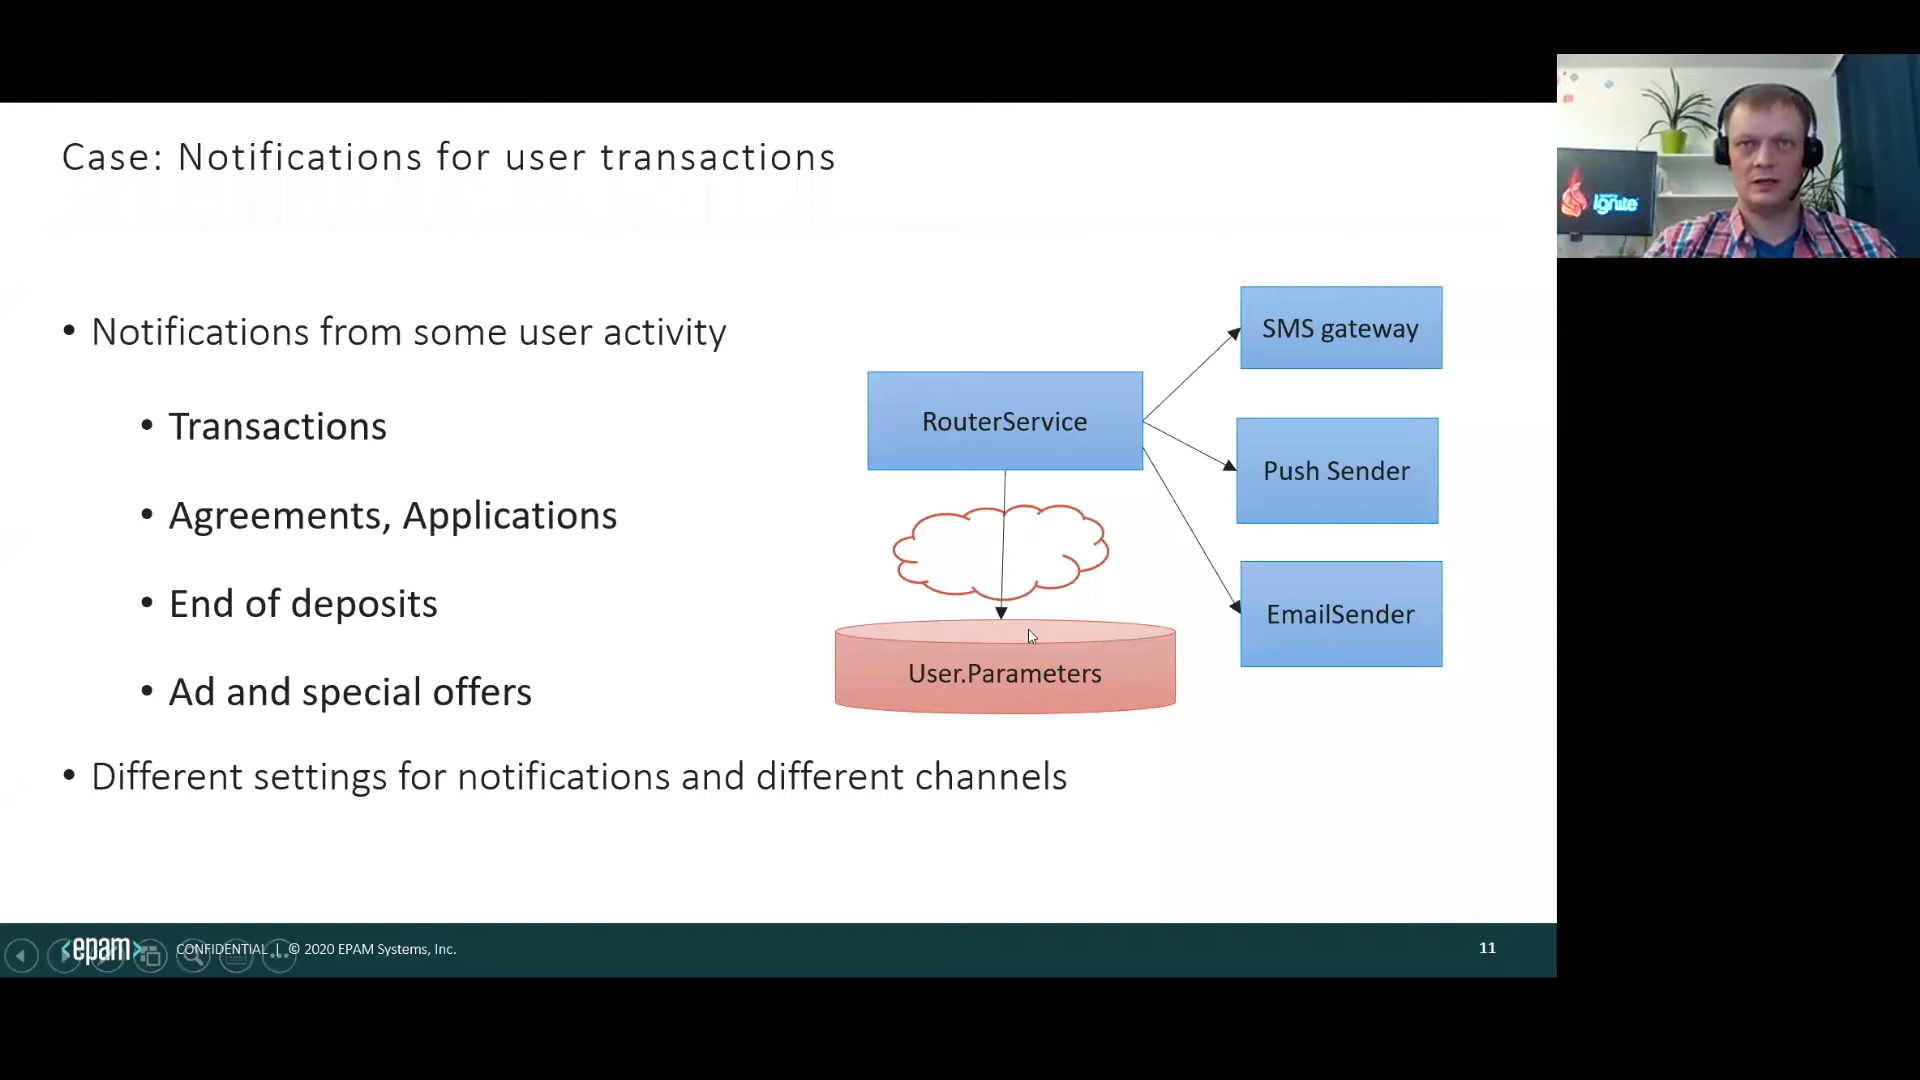 Case: Notifications for user transactions
• Notifications from some user activity
• Transactions
• Agreements, Applications
• End of deposits
• Ad and special offers
• Different settings for notifications and different channels
RouterService
SMS gateway
Push Sender
EmailSender
User.Parameters
Ignite
<epam> CONFIDENTIAL | © 2020 EPAM Systems, Inc.
11